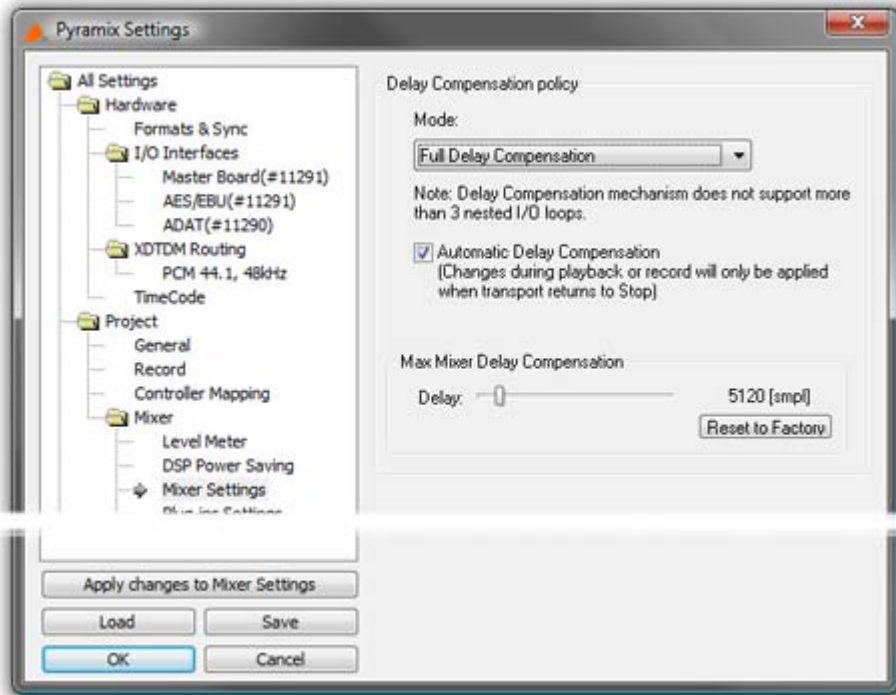 Pyramix Settings
All Settings
Hardware
Formats & Sync
I/O Interfaces
Master Board(#11291)
AES/EBU(#11291)
ADAT(#11290)
XDTDM Routing
PCM 44.1, 48kHz
TimeCode
Project
General
Record
Controller Mapping
Mixer
Level Meter
DSP Power Saving
Mixer Settings
Delay Compensation policy
Mode:
Full Delay Compensation
Note: Delay Compensation mechanism does not support more
than 3 nested I/O loops.
Automatic Delay Compensation
(Changes during playback or record will only be applied
when transport returns to Stop)
Max Mixer Delay Compensation
Delay: 5120 [smpl]
Reset to Factory
Apply changes to Mixer Settings
Load Save
OK Cancel